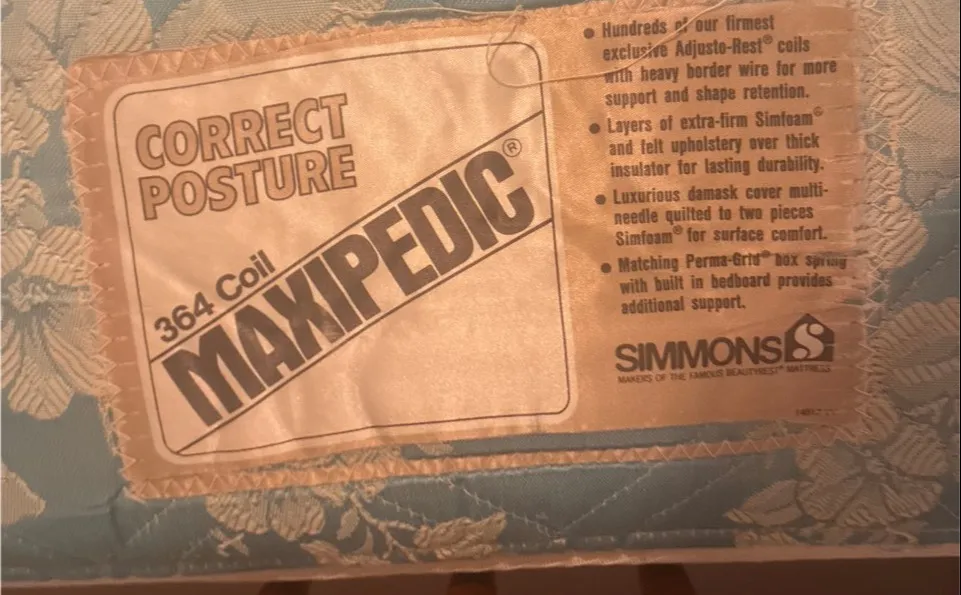 CORRECT
POSTURE
364 Coil
MAXIPEDIC®
● Hundreds of our firmest
exclusive Adjusto-Rest® coils
with heavy border wire for more
support and shape retention.
● Layers of extra-firm Simfoam®
and felt upholstery over thick
insulator for lasting durability.
● Luxurious damask cover multi-
needle quilted to two pieces
Simfoam® for surface comfort.
● Matching Perma-Grid® box spring
with built in bedboard provides
additional support.
SIMMONS S
MAKERS OF THE FAMOUS BEAUTYREST® MATTRESS